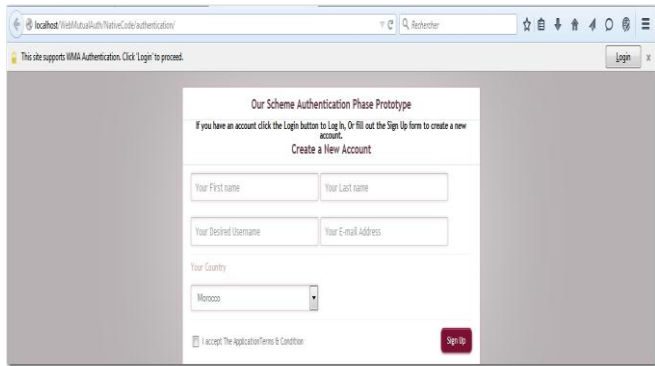 localhost/WebMutualAuth/NativeCode/authentication/
Rechercher
This site supports WMA Authentication. Click 'Login' to proceed.
Login x
Our Scheme Authentication Phase Prototype
If you have an account click the Login button to Log In, Or fill out the Sign Up form to create a new
account.
Create a New Account
Your First name
Your Last name
Your Desired Username
Your E-mail Address
Your Country
Morocco
I accept The ApplicationTerms & Condition
Sign Up